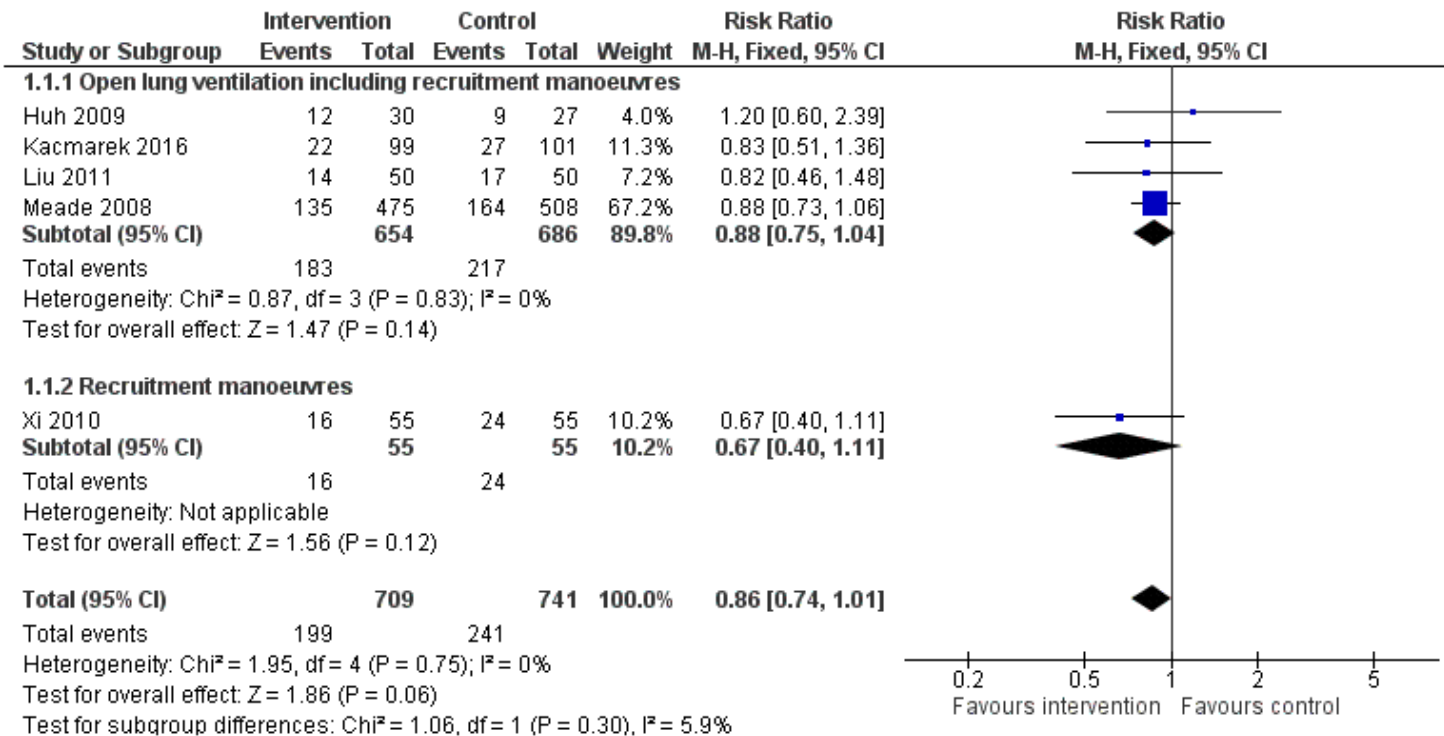 Intervention Control Risk Ratio Risk Ratio
Study or Subgroup Events Total Events Total Weight M-H, Fixed, 95% CI M-H, Fixed, 95% CI
1.1.1 Open lung ventilation including recruitment manoeuvres
Huh 2009 12 30 9 27 4.0% 1.20 [0.60, 2.39]
Kacmarek 2016 22 99 27 101 11.3% 0.83 [0.51, 1.36]
Liu 2011 14 50 17 50 7.2% 0.82 [0.46, 1.48]
Meade 2008 135 475 164 508 67.2% 0.88 [0.73, 1.06]
Subtotal (95% CI) 654 686 89.8% 0.88 [0.75, 1.04]
Total events 183 217
Heterogeneity: Chi² = 0.87, df = 3 (P = 0.83); I² = 0%
Test for overall effect: Z = 1.47 (P = 0.14)
1.1.2 Recruitment manoeuvres
Xi 2010 16 55 24 55 10.2% 0.67 [0.40, 1.11]
Subtotal (95% CI) 55 55 10.2% 0.67 [0.40, 1.11]
Total events 16 24
Heterogeneity: Not applicable
Test for overall effect: Z = 1.56 (P = 0.12)
Total (95% CI) 709 741 100.0% 0.86 [0.74, 1.01]
Total events 199 241
Heterogeneity: Chi² = 1.95, df = 4 (P = 0.75); I² = 0%
Test for overall effect: Z = 1.86 (P = 0.06)
Test for subgroup differences: Chi² = 1.06, df = 1 (P = 0.30), I² = 5.9%
0.2 0.5 1 2 5
Favours intervention Favours control